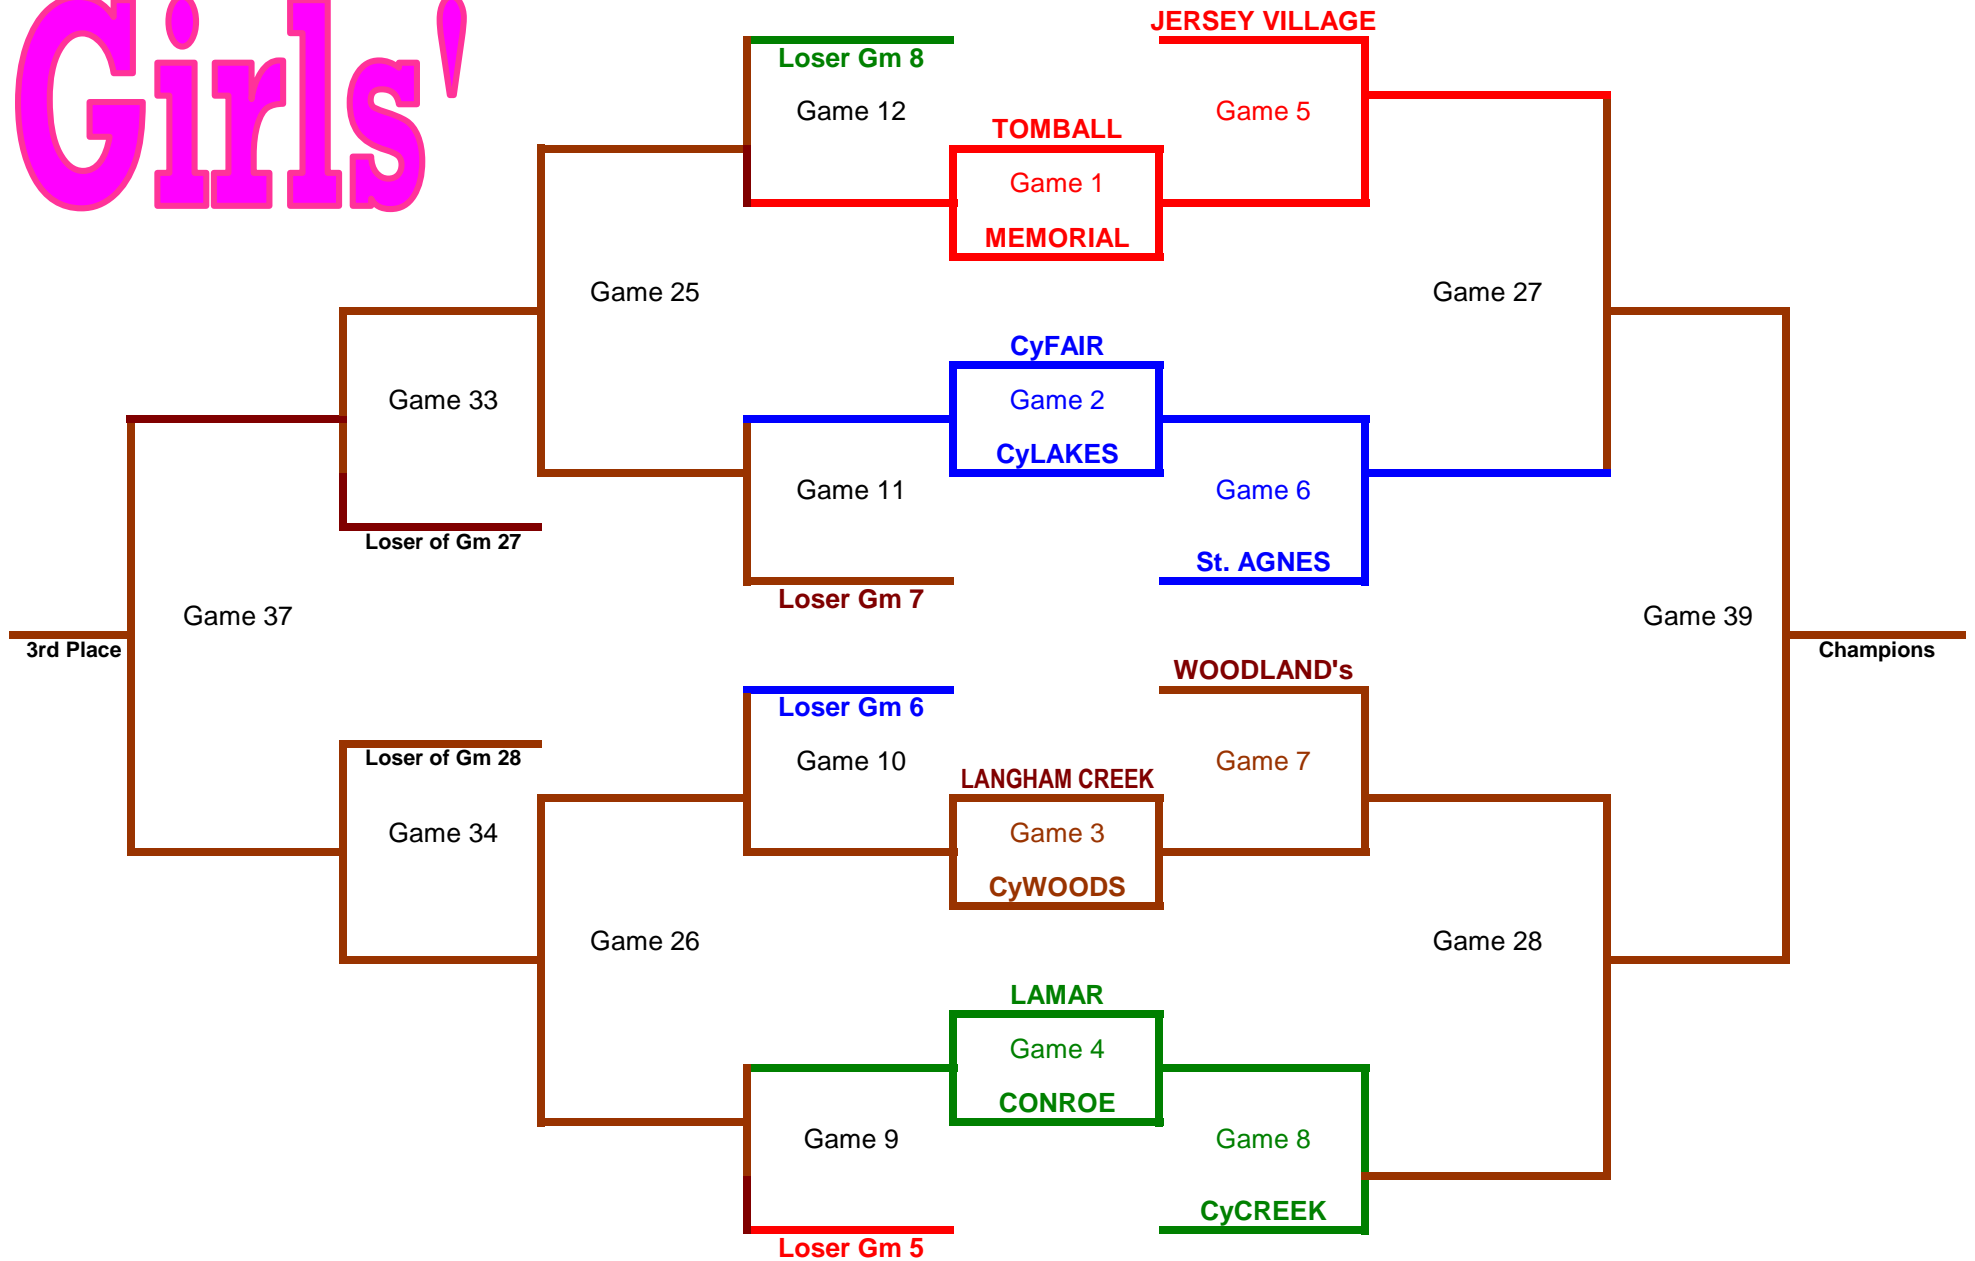 Girls'
JERSEY VILLAGE
Loser Gm 8
Game 12
Game 5
TOMBALL
Game 1
MEMORIAL
Game 25
Game 27
CyFAIR
Game 33
Game 2
CyLAKES
Game 11
Game 6
Loser of Gm 27
St. AGNES
Loser Gm 7
Game 37
Game 39
3rd Place
Champions
WOODLAND's
Loser Gm 6
Loser of Gm 28
Game 10
Game 7
LANGHAM CREEK
Game 34
Game 3
CyWOODS
Game 26
Game 28
LAMAR
Game 4
CONROE
Game 9
Game 8
CyCREEK
Loser Gm 5